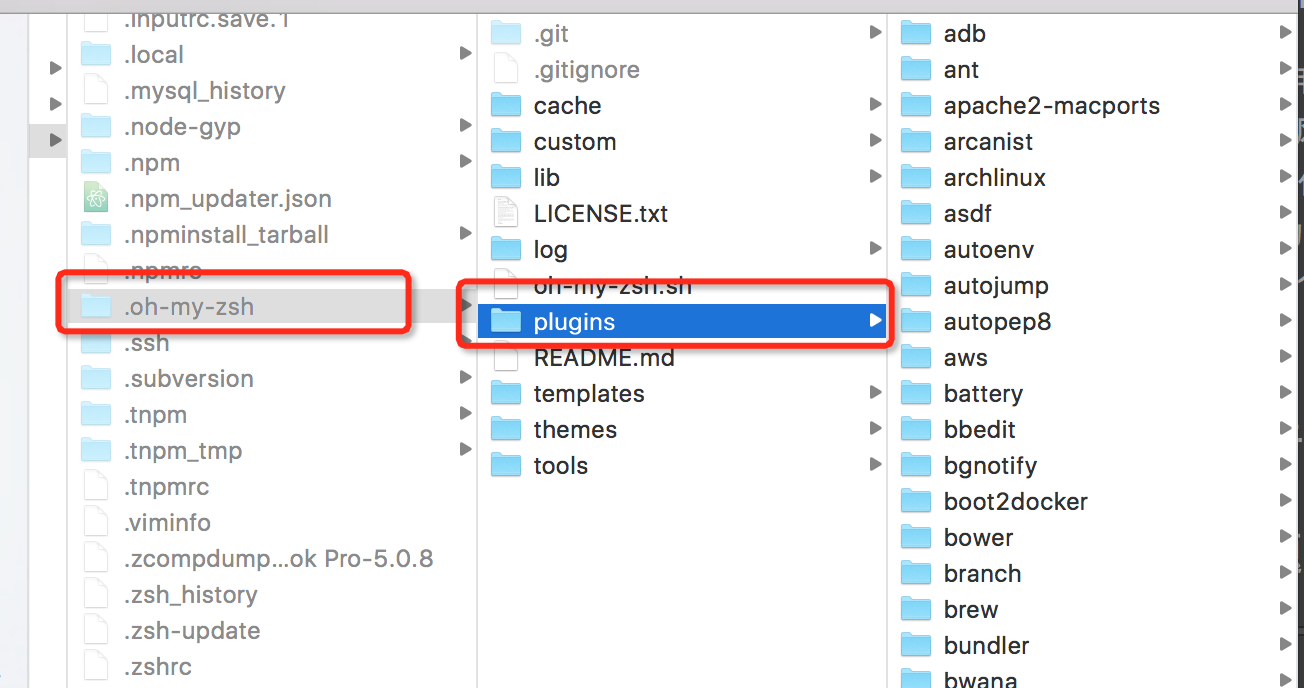 .inputrc.save.1
.local
.mysql_history
.node-gyp
.npm
.npm_updater.json
.npminstall_tarball
.npmrc
.oh-my-zsh
.ssh
.subversion
.tnpm
.tnpm_tmp
.tnpmrc
.viminfo
.zcompdump...ok Pro-5.0.8
.zsh_history
.zsh-update
.zshrc
.git
.gitignore
cache
custom
lib
LICENSE.txt
log
oh-my-zsh.sh
plugins
README.md
templates
themes
tools
adb
ant
apache2-macports
arcanist
archlinux
asdf
autoenv
autojump
autopep8
aws
battery
bbedit
bgnotify
boot2docker
bower
branch
brew
bundler
bwana